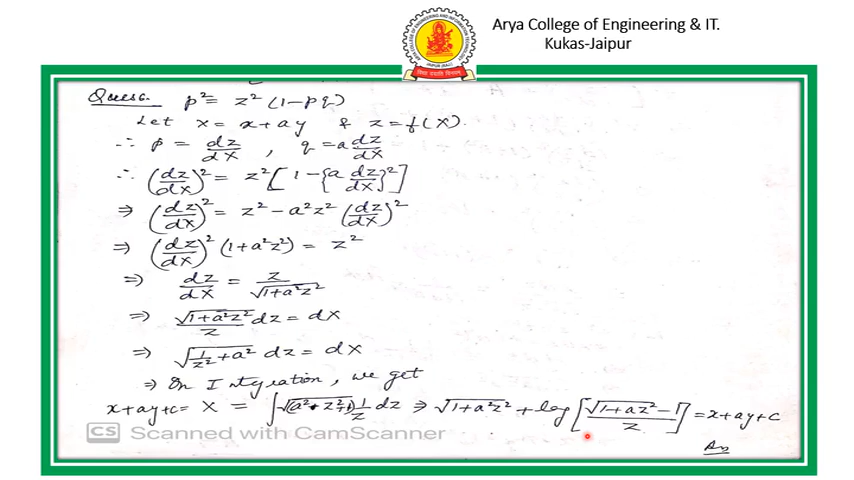 Arya College of Engineering & IT.
Kukas-Jaipur
Ques 6. p² = z² (1-pq)
Let X = x+ay & z = f(X).
∴ p = dz/dX , q = a dz/dX
∴ (dz/dX)² = z² [1-{a dz/dX}²]
⇒ (dz/dX)² = z² - a²z² (dz/dX)²
⇒ (dz/dX)² (1+a²z²) = z²
⇒ dz/dX = z/√1+a²z²
⇒ √1+a²z²/z dz = dX
⇒ √1/z²+a² dz = dX
⇒ On Integration, we get
x+ay+c = X = ∫√(a²·z²+1) 1/z dz ⇒ √1+a²z² + log [√1+az²-1/z] = x+ay+c
Ans
CS Scanned with CamScanner